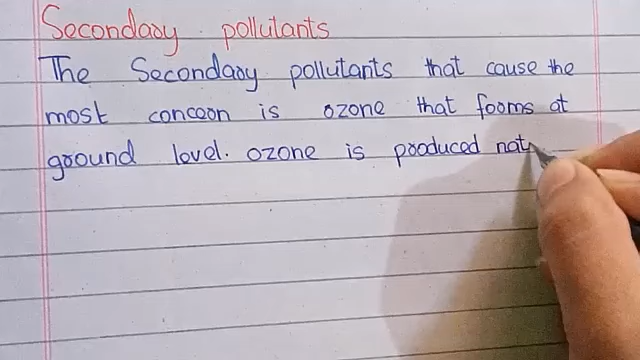 Secondary pollutants
The Secondary pollutants that cause the
most concern is ozone that forms at
ground level. ozone is produced nat